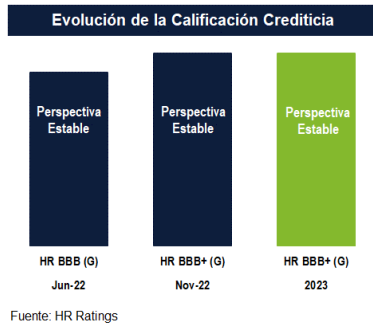 Evolución de la Calificación Crediticia
Perspectiva Estable
Perspectiva Estable
Perspectiva Estable
HR BBB (G)
HR BBB+ (G)
HR BBB+ (G)
Jun-22
Nov-22
2023
Fuente: HR Ratings